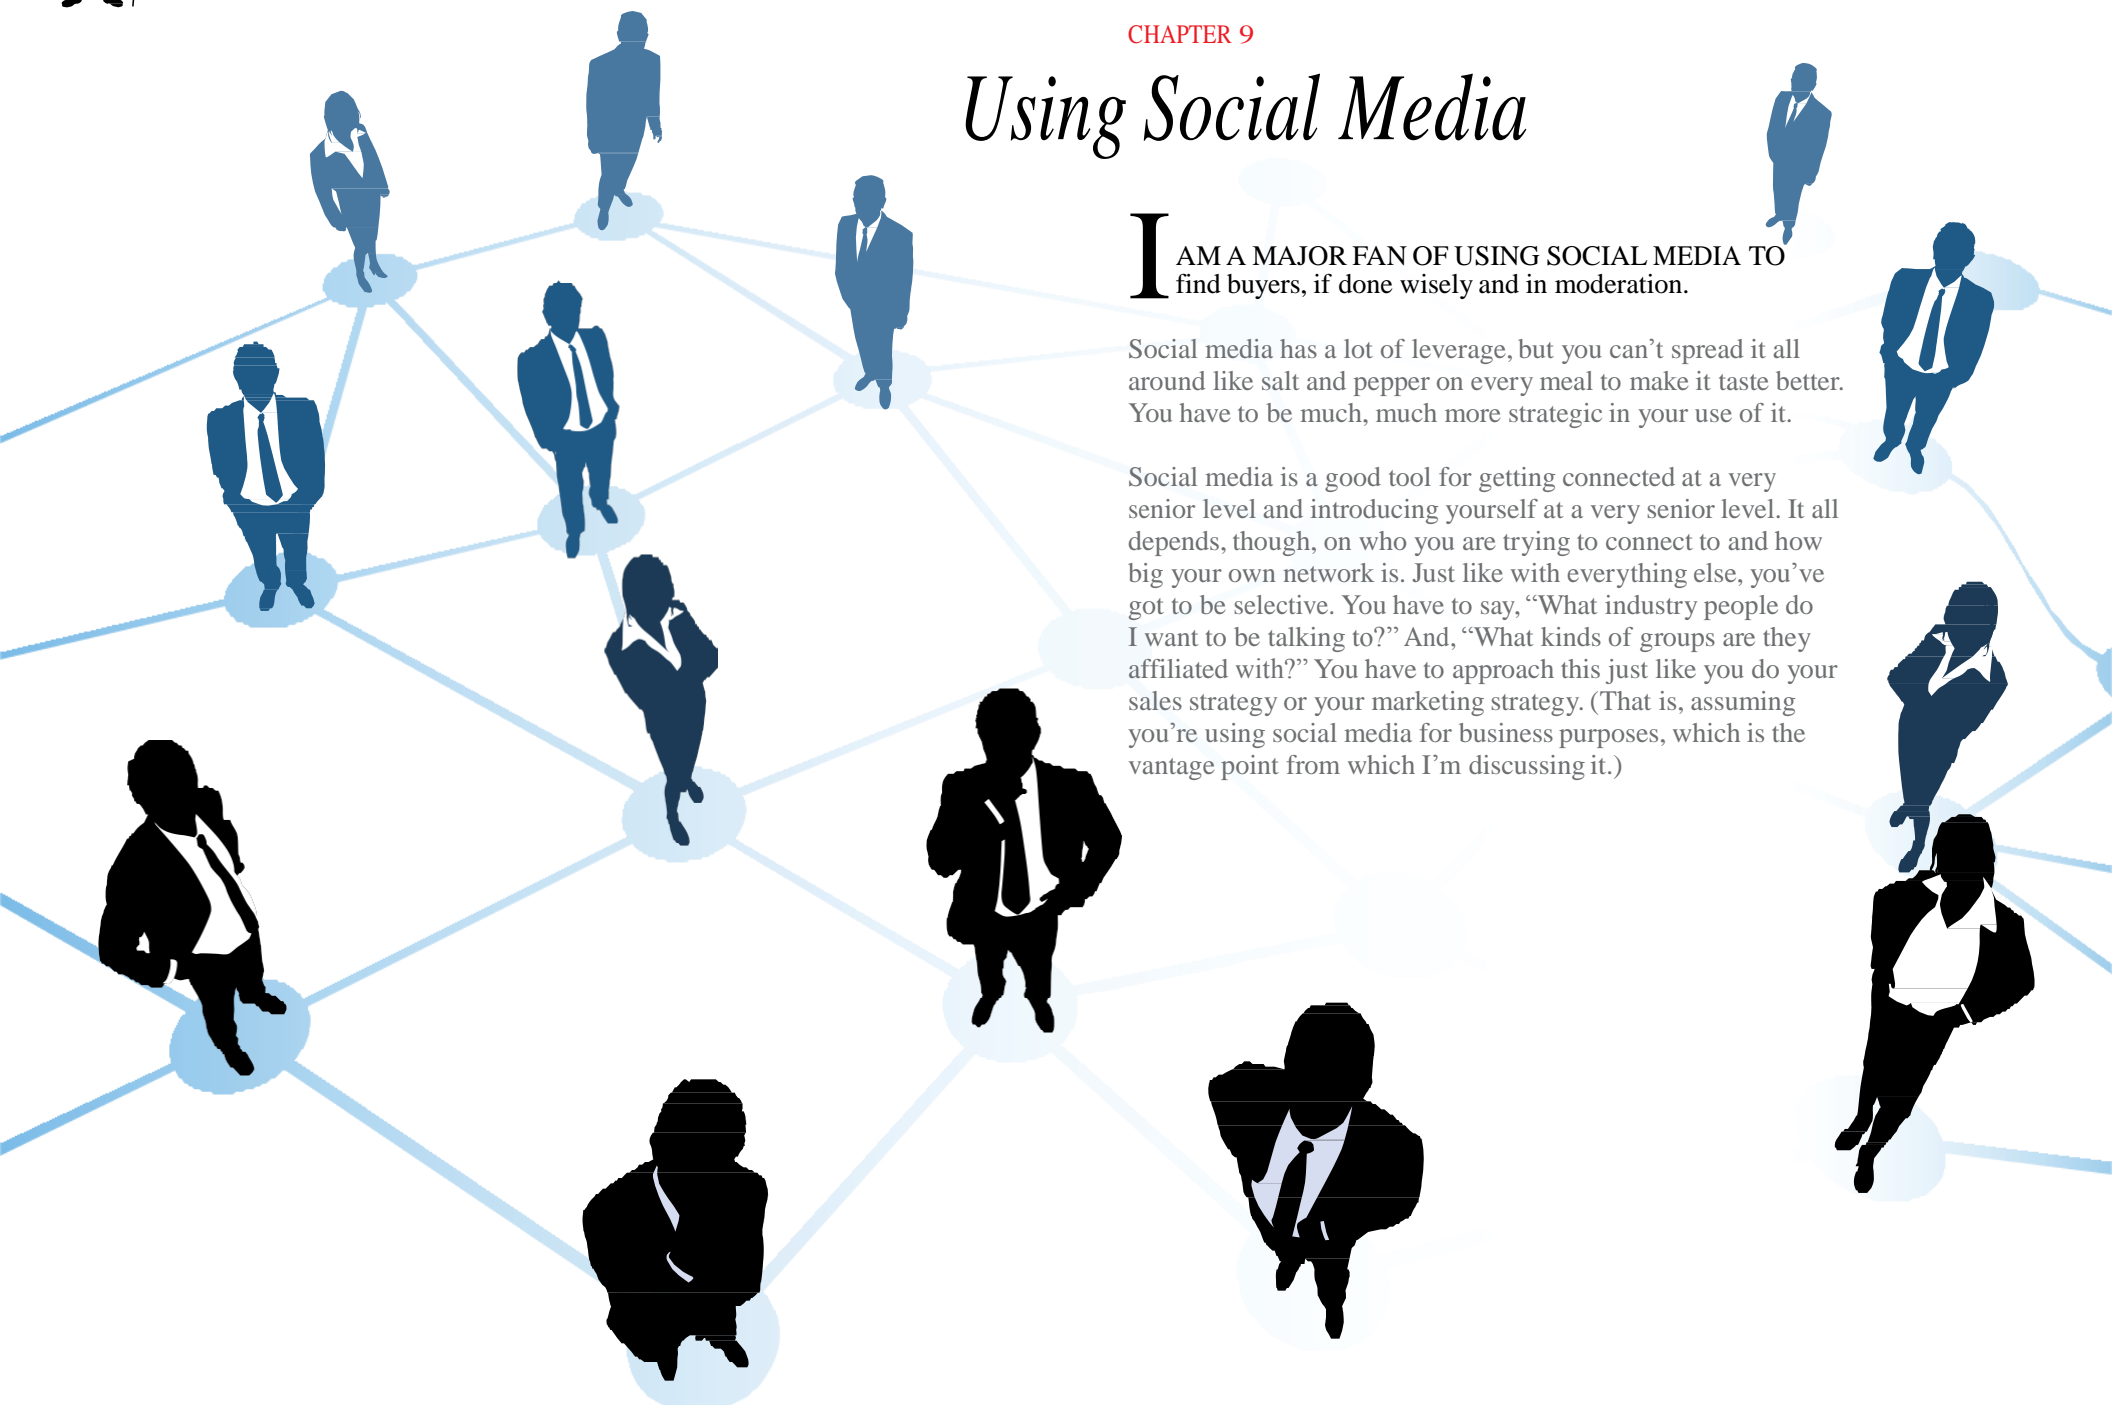 CHAPTER 9
Using Social Media
I AM A MAJOR FAN OF USING SOCIAL MEDIA TO
find buyers, if done wisely and in moderation.
Social media has a lot of leverage, but you can’t spread it all
around like salt and pepper on every meal to make it taste better.
You have to be much, much more strategic in your use of it.
Social media is a good tool for getting connected at a very
senior level and introducing yourself at a very senior level. It all
depends, though, on who you are trying to connect to and how
big your own network is. Just like with everything else, you’ve
got to be selective. You have to say, “What industry people do
I want to be talking to?” And, “What kinds of groups are they
affiliated with?” You have to approach this just like you do your
sales strategy or your marketing strategy. (That is, assuming
you’re using social media for business purposes, which is the
vantage point from which I’m discussing it.)